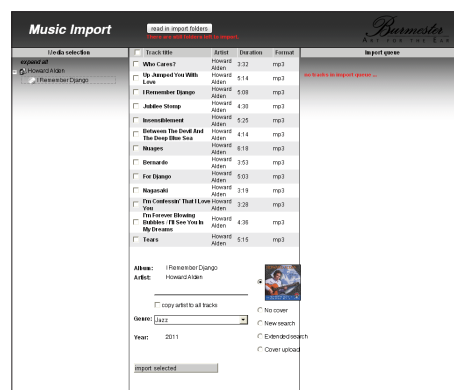 Music Import
read in import folders
there are still folders left to import.
Burmester
ART FOR THE EAR
Media selection
expand all
Howard Alden
I Remember Django
Track title Artist Duration Format
Who Cares? Howard Alden 3:32 mp3
Up Jumped You With Love Howard Alden 5:14 mp3
I Remember Django Howard Alden 5:09 mp3
Jubilee Stomp Howard Alden 4:30 mp3
Insensiblement Howard Alden 5:25 mp3
Between The Devil And The Deep Blue Sea Howard Alden 4:14 mp3
Nuages Howard Alden 6:18 mp3
Bernardo Howard Alden 3:53 mp3
For Django Howard Alden 5:03 mp3
Nagasaki Howard Alden 3:19 mp3
I'm Confessin' That I Love You Howard Alden 3:28 mp3
I'm Forever Blowing Bubbles / I'll See You In My Dreams Howard Alden 4:36 mp3
Tears Howard Alden 5:15 mp3
Import queue
no tracks in import queue ...
Album: I Remember Django
Artist: Howard Alden
copy artist to all tracks
Genre: Jazz
Year: 2011
No cover
New search
Extended search
Cover upload
import selected